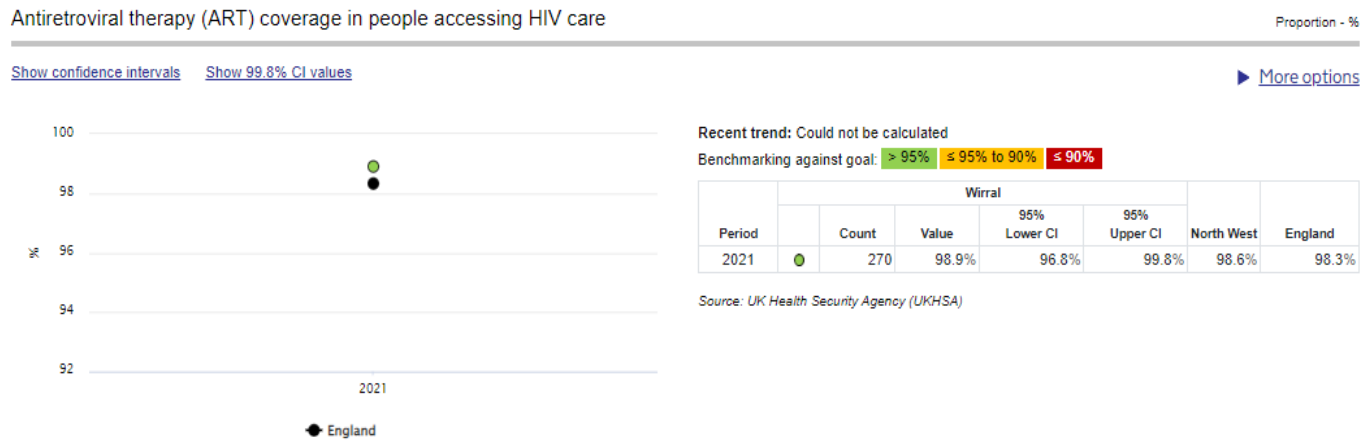 Antiretroviral therapy (ART) coverage in people accessing HIV care
Proportion - %
Show confidence intervals Show 99.8% CI values
More options
100
98
96
94
92
%
2021
England
Recent trend: Could not be calculated
Benchmarking against goal: > 95% ≤ 95% to 90% ≤ 90%
Wirral
Period Count Value 95% Lower CI 95% Upper CI North West England
2021 270 98.9% 96.8% 99.8% 98.6% 98.3%
Source: UK Health Security Agency (UKHSA)